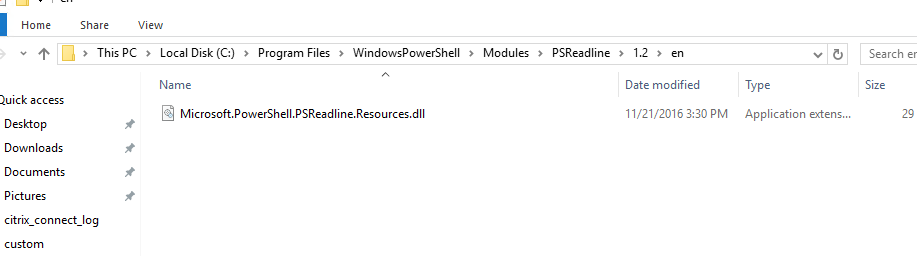 Home Share View
This PC Local Disk (C:) Program Files WindowsPowerShell Modules PSReadline 1.2 en Search en
Name Date modified Type Size
Quick access
Microsoft.PowerShell.PSReadline.Resources.dll 11/21/2016 3:30 PM Application extens... 29
Desktop
Downloads
Documents
Pictures
citrix_connect_log
custom